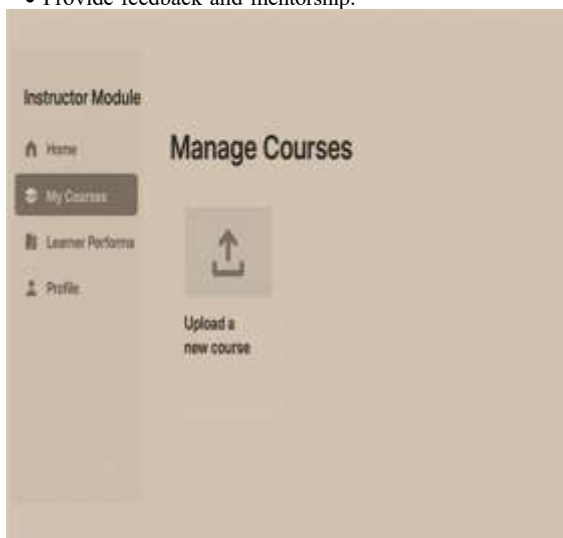 • Provide feedback and mentorship.
Instructor Module
Home
My Courses
Learner Performa
Profile
Manage Courses
Upload a
new course